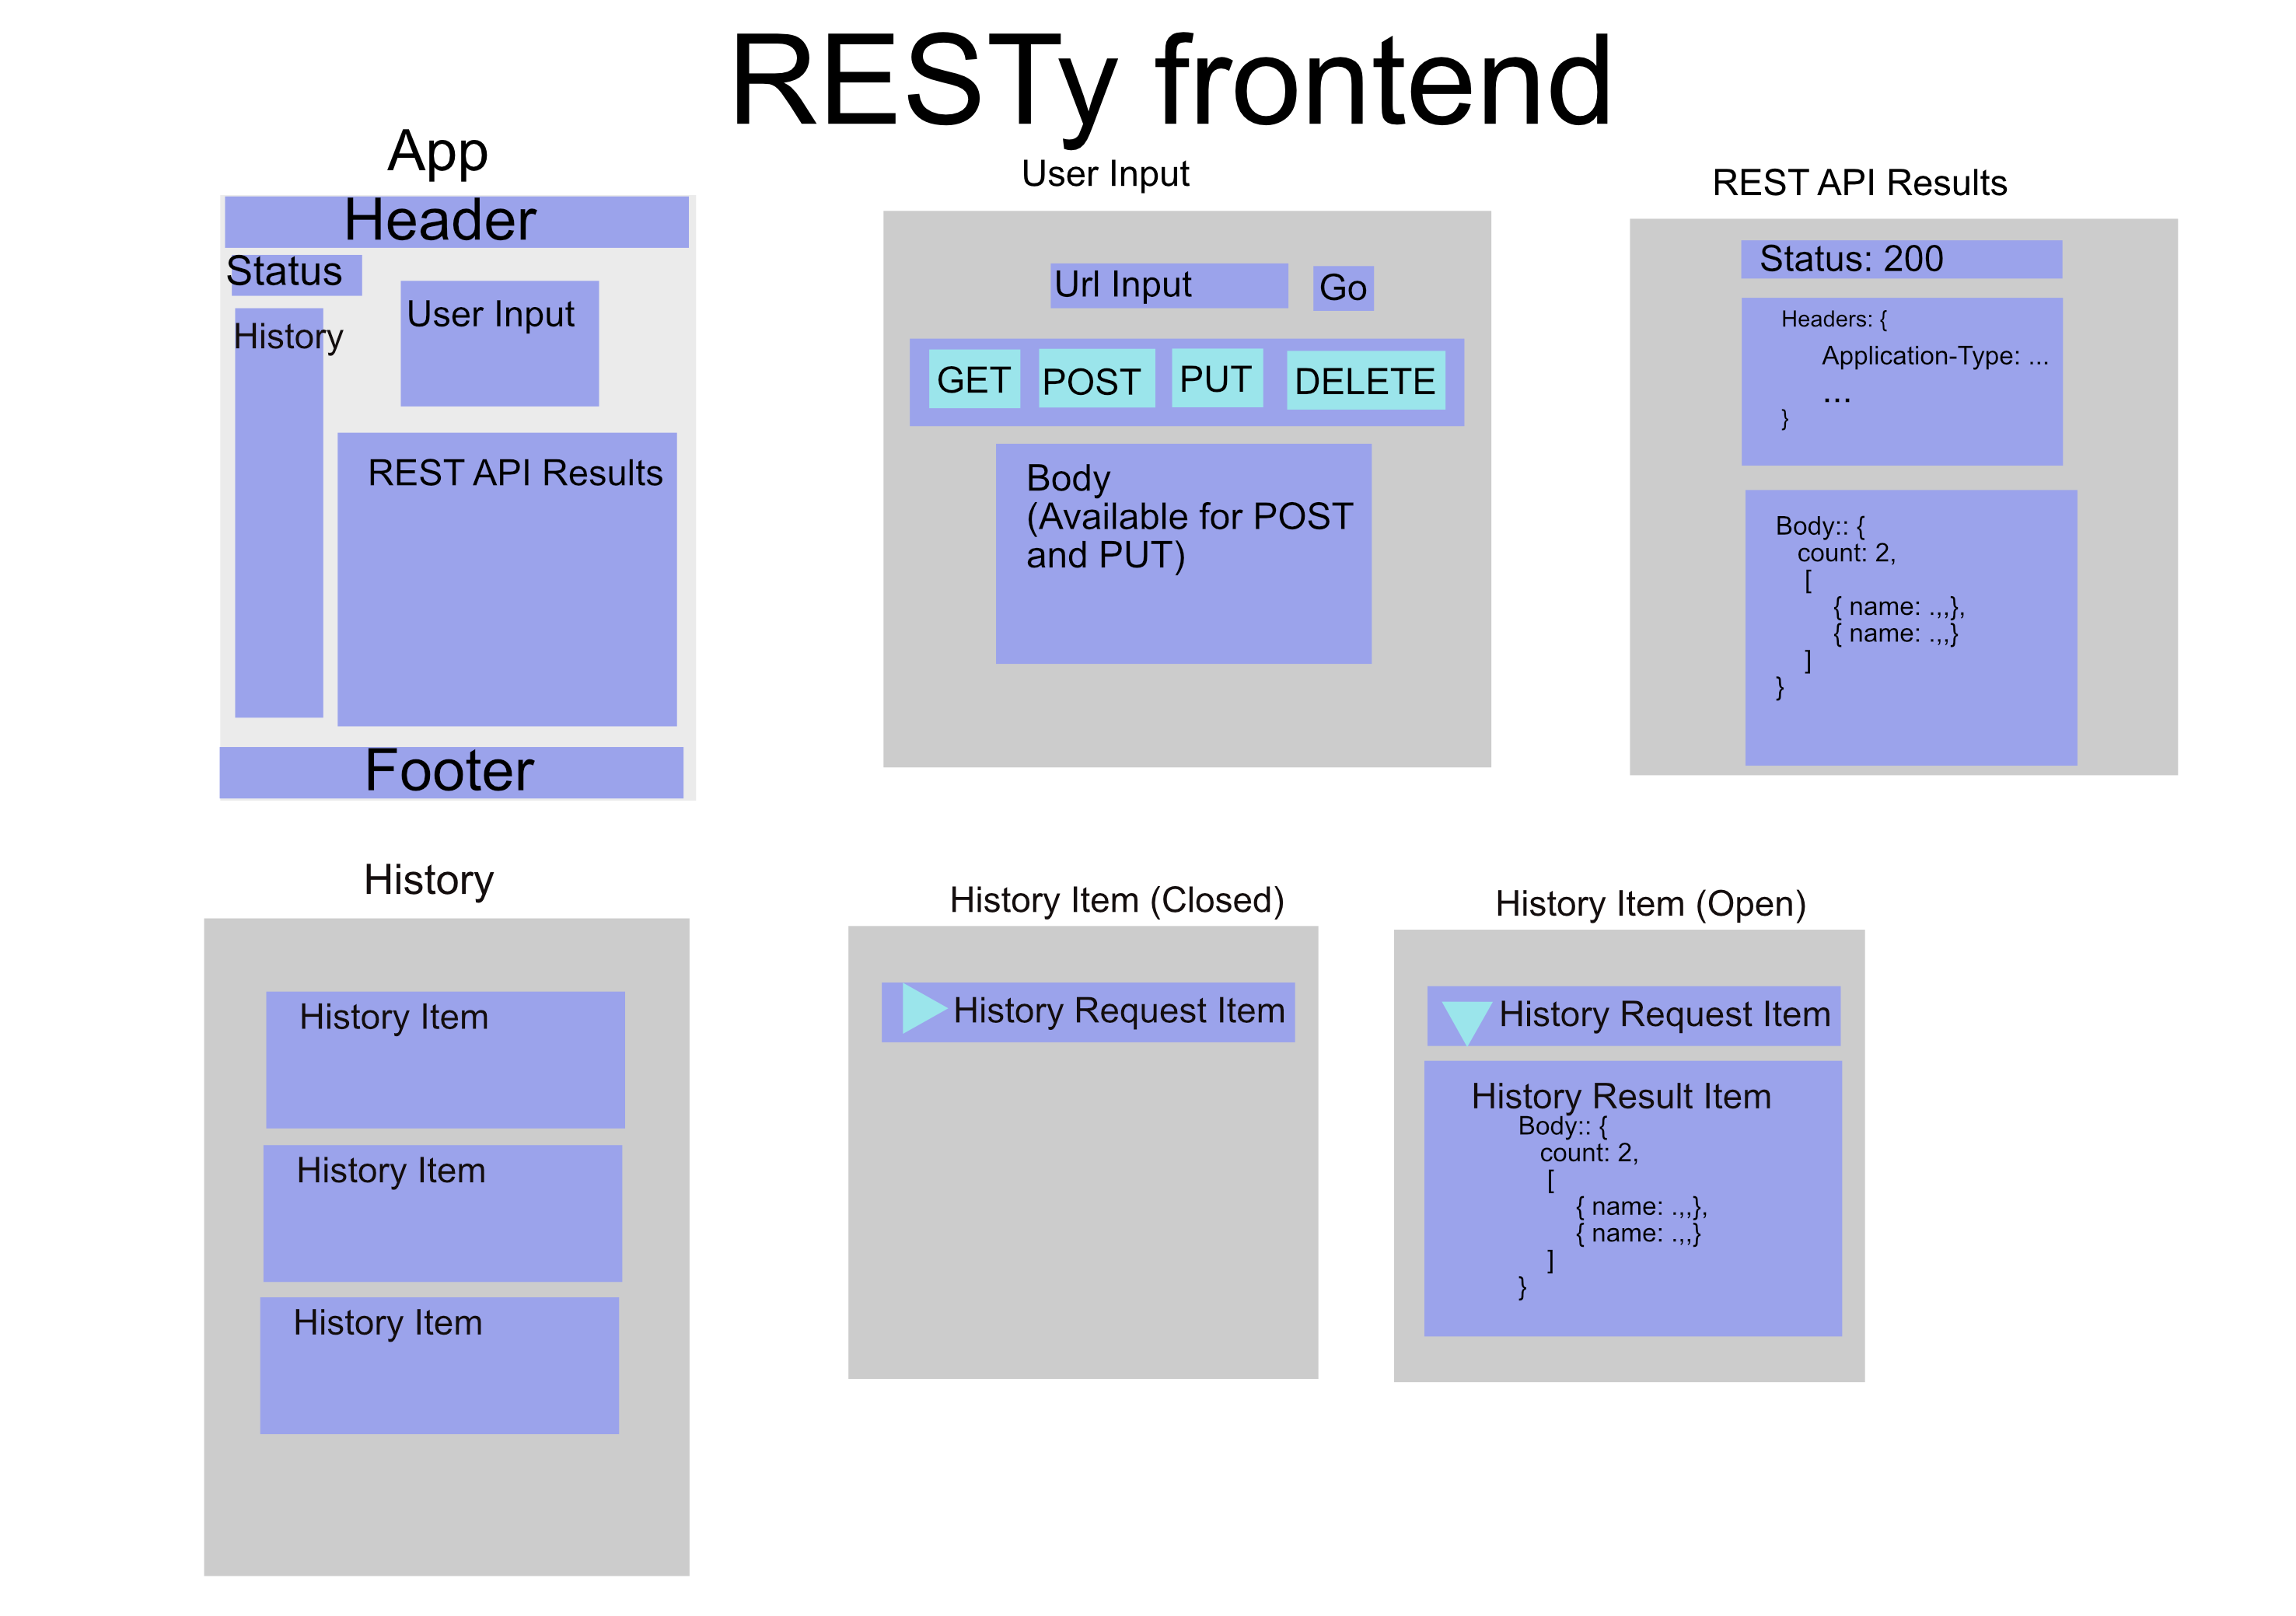 RESTy frontend
App
Header
Status
History
User Input
REST API Results
Footer
User Input
Url Input
Go
GET
POST
PUT
DELETE
Body
(Available for POST
and PUT)
REST API Results
Status: 200
Headers: {
Application-Type: ...
...
}
Body:: {
count: 2,
[
{ name: .,,},
{ name: .,,}
]
}
History
History Item
History Item
History Item
History Item (Closed)
History Request Item
History Item (Open)
History Request Item
History Result Item
Body:: {
count: 2,
[
{ name: .,,},
{ name: .,,}
]
}